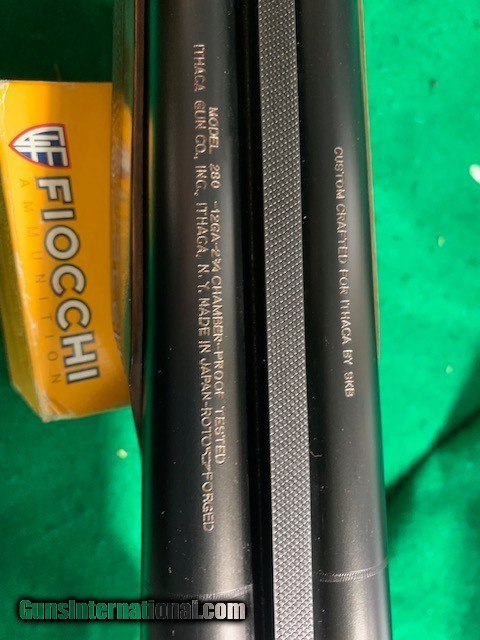 FIOCCHI
AMMUNITION
MODEL 280 -12GA-2¾ CHAMBER-PROOF TESTED
ITHACA GUN CO., INC., ITHACA, N. Y. MADE IN JAPAN-ROTO-FORGED
CUSTOM CRAFTED FOR ITHACA BY SKB
GunsInternational.com